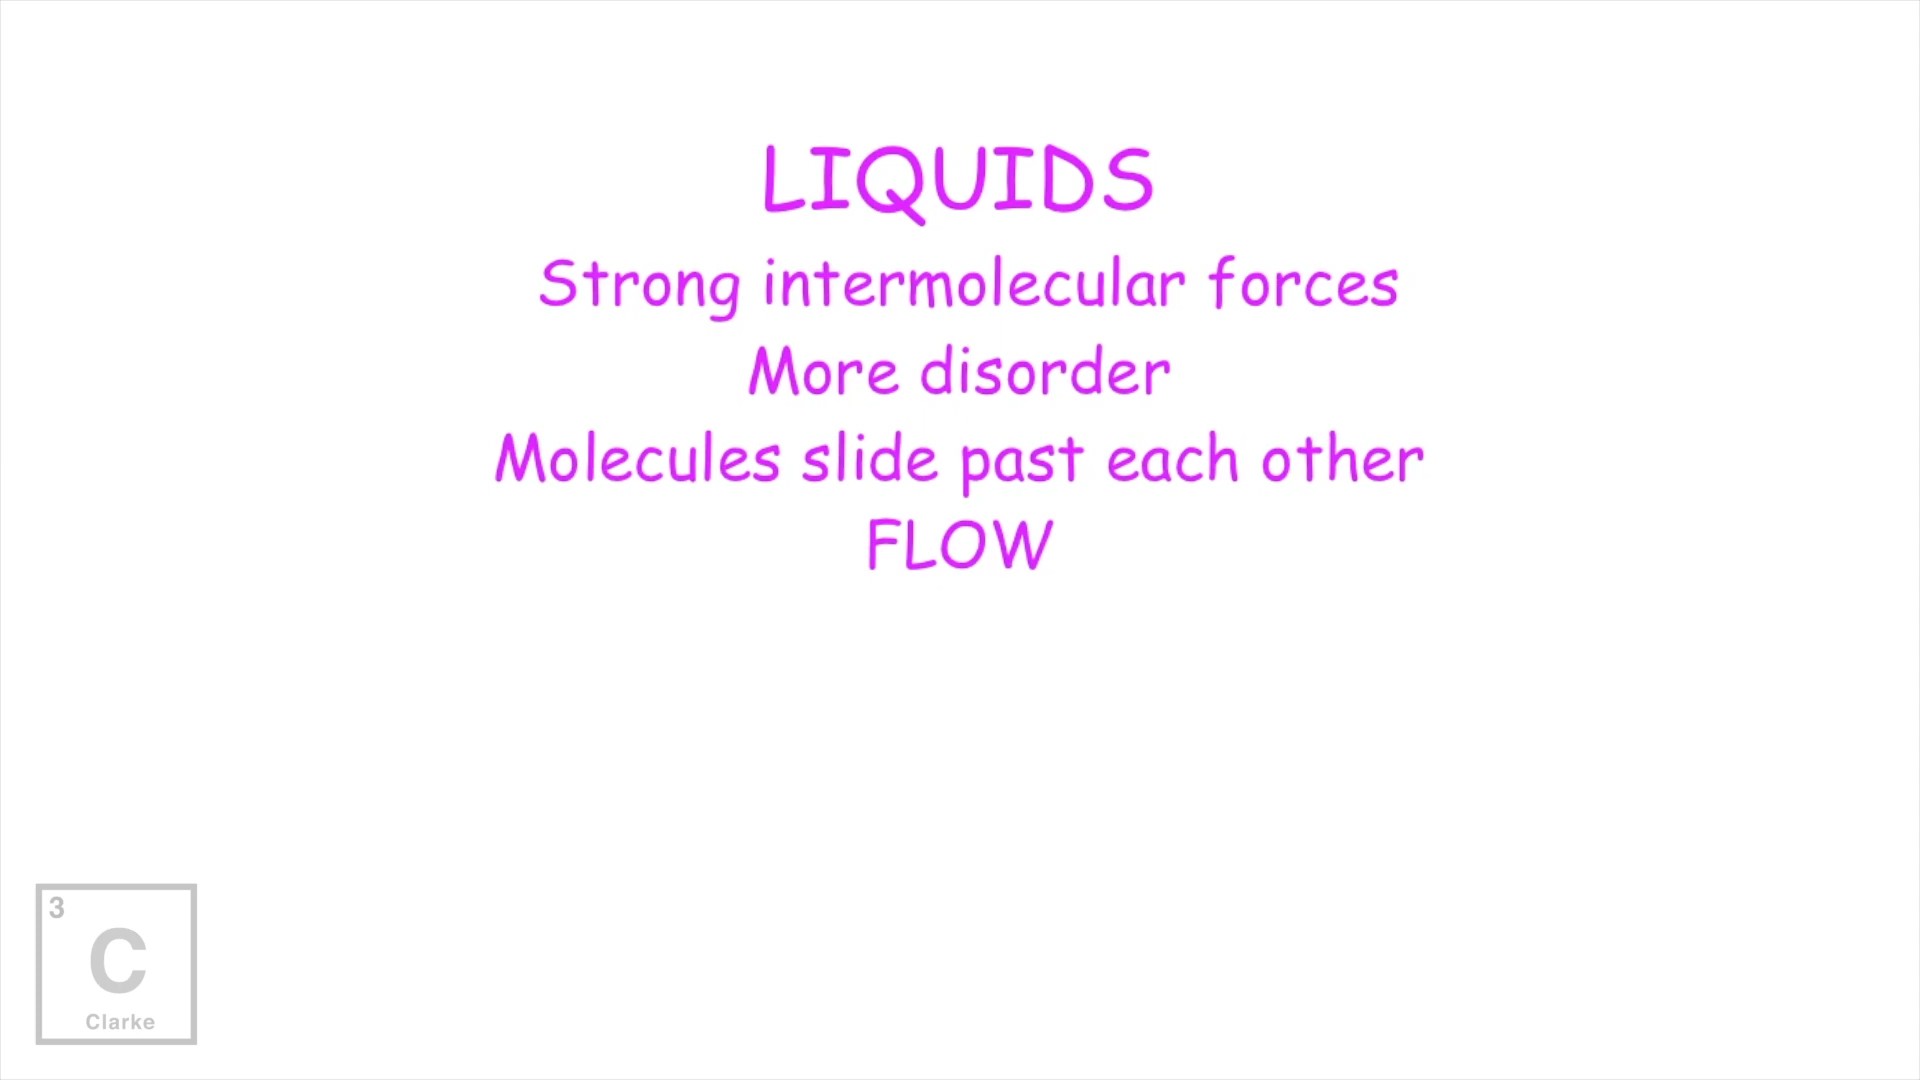 LIQUIDS
Strong intermolecular forces
More disorder
Molecules slide past each other
FLOW
3
C
Clarke